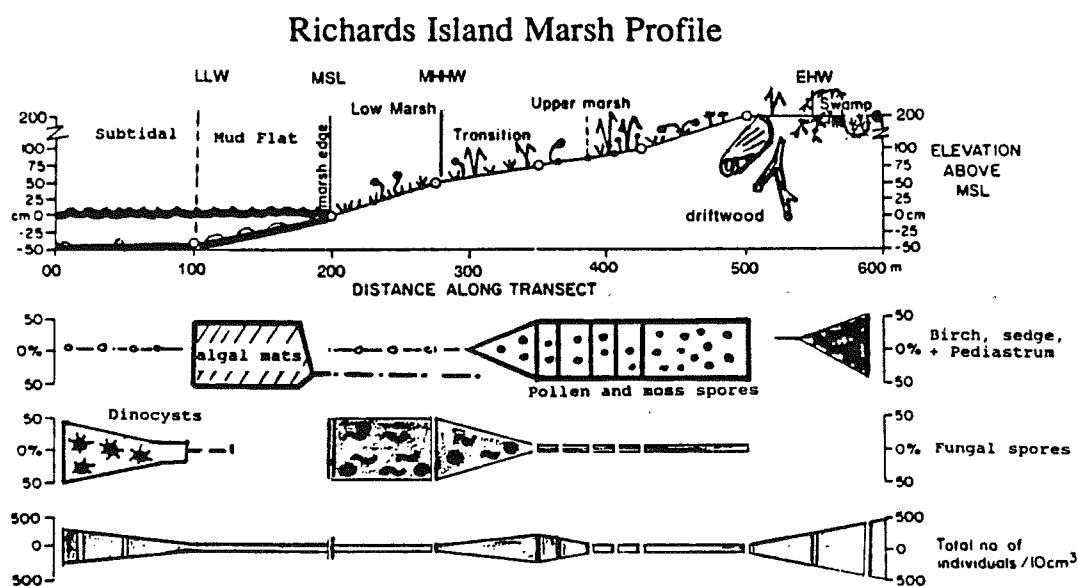 Richards Island Marsh Profile
LLW MSL MHHW EHW
Low Marsh Upper marsh Swamp
Subtidal Mud Flat Transition
marsh edge
200 200
100 100
75 75
50 50
25 25
cm 0 0cm
-25 -25
-50 -50
ELEVATION
ABOVE
MSL
driftwood
00 100 200 300 400 500 600 m
DISTANCE ALONG TRANSECT
50 50
0% algal mats 0%
50 50
Birch, sedge,
+ Pediastrum
Pollen and moss spores
Dinocysts
50 50
0% 0% Fungal spores
50 50
500 500
0 0
500 500
Total no of
individuals/10cm³